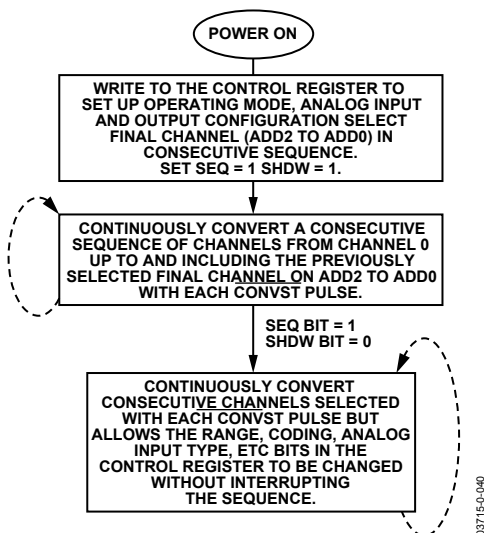 POWER ON
WRITE TO THE CONTROL REGISTER TO
SET UP OPERATING MODE, ANALOG INPUT
AND OUTPUT CONFIGURATION SELECT
FINAL CHANNEL (ADD2 TO ADD0) IN
CONSECUTIVE SEQUENCE.
SET SEQ = 1 SHDW = 1.
CONTINUOUSLY CONVERT A CONSECUTIVE
SEQUENCE OF CHANNELS FROM CHANNEL 0
UP TO AND INCLUDING THE PREVIOUSLY
SELECTED FINAL CHANNEL ON ADD2 TO ADD0
WITH EACH CONVST PULSE.
SEQ BIT = 1
SHDW BIT = 0
CONTINUOUSLY CONVERT
CONSECUTIVE CHANNELS SELECTED
WITH EACH CONVST PULSE BUT
ALLOWS THE RANGE, CODING, ANALOG
INPUT TYPE, ETC BITS IN THE
CONTROL REGISTER TO BE CHANGED
WITHOUT INTERRUPTING
THE SEQUENCE.
03715-0-040